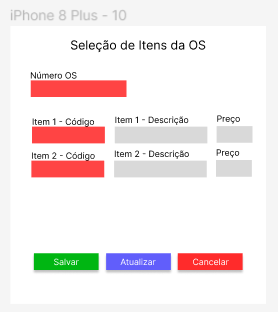 iPhone 8 Plus - 10
Seleção de Itens da OS
Número OS
Item 1 - Código Item 1 - Descrição Preço
Item 2 - Código Item 2 - Descrição Preço
Salvar Atualizar Cancelar